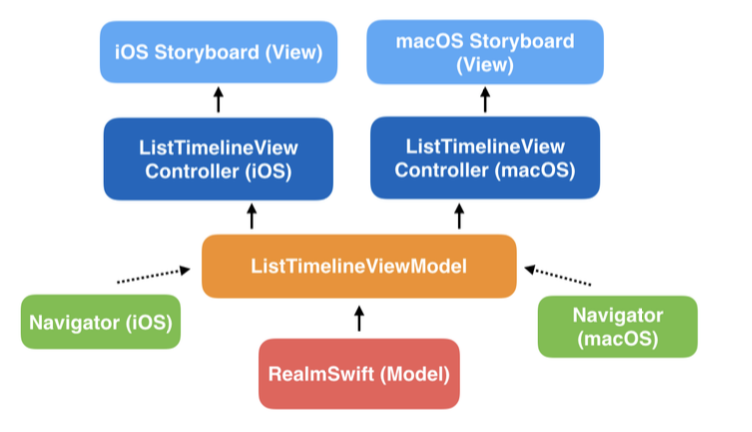 iOS Storyboard (View)
macOS Storyboard
(View)
ListTimelineView
Controller (iOS)
ListTimelineView
Controller (macOS)
ListTimelineViewModel
Navigator (iOS)
Navigator
(macOS)
RealmSwift (Model)